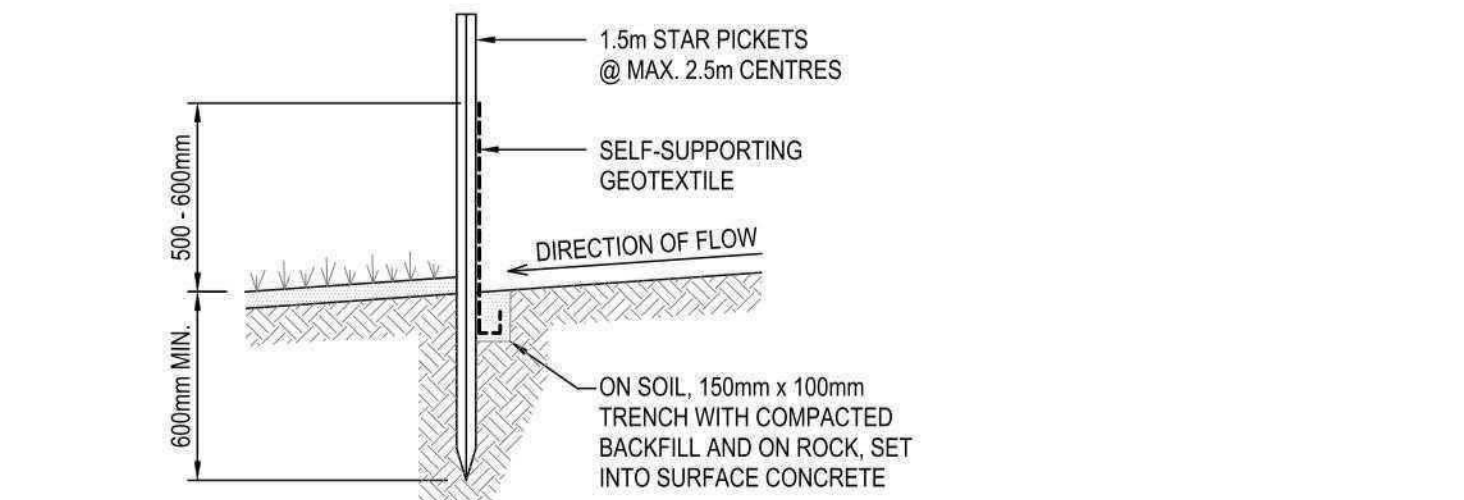 1.5m STAR PICKETS
@ MAX. 2.5m CENTRES
500 - 600mm
SELF-SUPPORTING
GEOTEXTILE
DIRECTION OF FLOW
600mm MIN.
ON SOIL, 150mm x 100mm
TRENCH WITH COMPACTED
BACKFILL AND ON ROCK, SET
INTO SURFACE CONCRETE